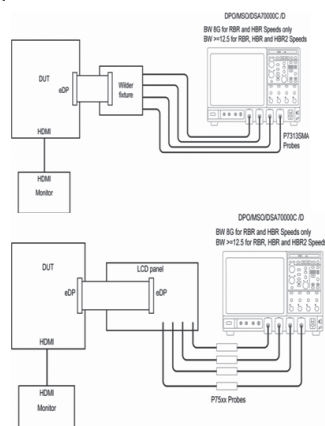 DPO/MSO/DSA70000C /D
BW 8G for RBR and HBR Speeds only
BW >=12.5 for RBR, HBR and HBR2 Speeds
DUT
eDP
Wilder
fixture
HDMI
P7313SMA
Probes
HDMI
Monitor
DPO/MSO/DSA70000C /D
BW 8G for RBR and HBR Speeds only
BW >=12.5 for RBR, HBR and HBR2 Speeds
DUT
LCD panel
eDP
eDP
HDMI
HDMI
Monitor
P75xx Probes